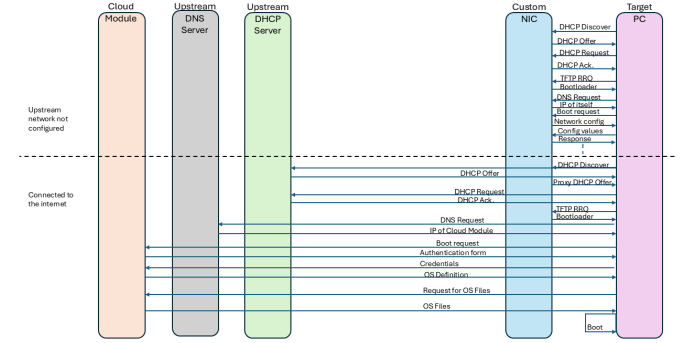 Cloud
Module
Upstream
DNS
Server
Upstream
DHCP
Server
Custom
NIC
Target
PC
DHCP Discover
DHCP Offer
DHCP Request
DHCP Ack.
TFTP RRQ
Bootloader
DNS Request
IP of itself
Boot request
Network config
Config values
Response
Upstream
network not
configured
DHCP Discover
DHCP Offer
Proxy DHCP Offer
Connected to
the internet
DHCP Request
DHCP Ack.
TFTP RRQ
Bootloader
DNS Request
IP of Cloud Module
Boot request
Authentication form
Credentials
OS Definition
Request for OS Files
OS Files
Boot